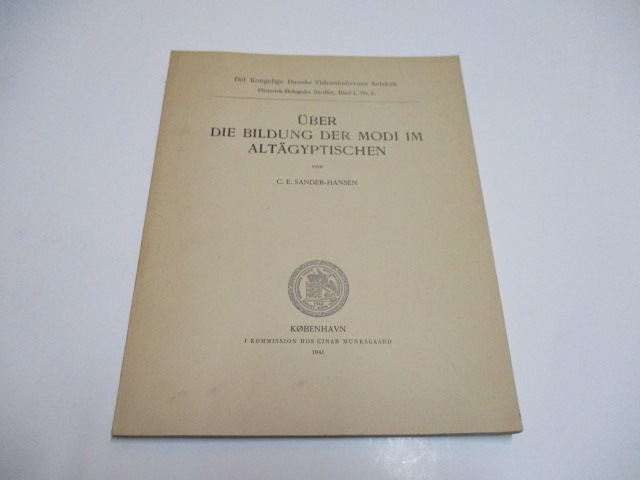 Det Kongelige Danske Videnskabernes Selskab
Historisk-filologiske Skrifter, Bind I, Nr.
ÜBER
DIE BILDUNG DER MODI IM
ALTÄGYPTISCHEN
VON
C. E. SANDER-HANSEN
KØBENHAVN
I KOMMISSION HOS EJNAR MUNKSGAARD
1941